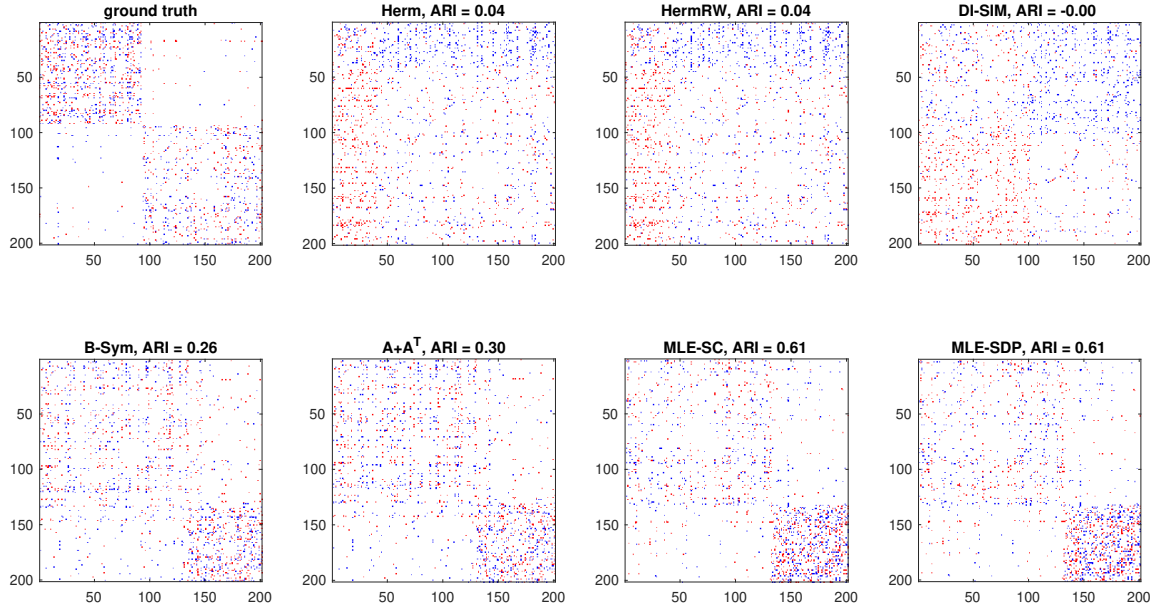 ground truth
Herm, ARI = 0.04
HermRW, ARI = 0.04
DI-SIM, ARI = -0.00
50
100
150
200
50 100 150 200
50
100
150
200
50 100 150 200
50
100
150
200
50 100 150 200
50
100
150
200
50 100 150 200
B-Sym, ARI = 0.26
A+A^T, ARI = 0.30
MLE-SC, ARI = 0.61
MLE-SDP, ARI = 0.61
50
100
150
200
50 100 150 200
50
100
150
200
50 100 150 200
50
100
150
200
50 100 150 200
50
100
150
200
50 100 150 200